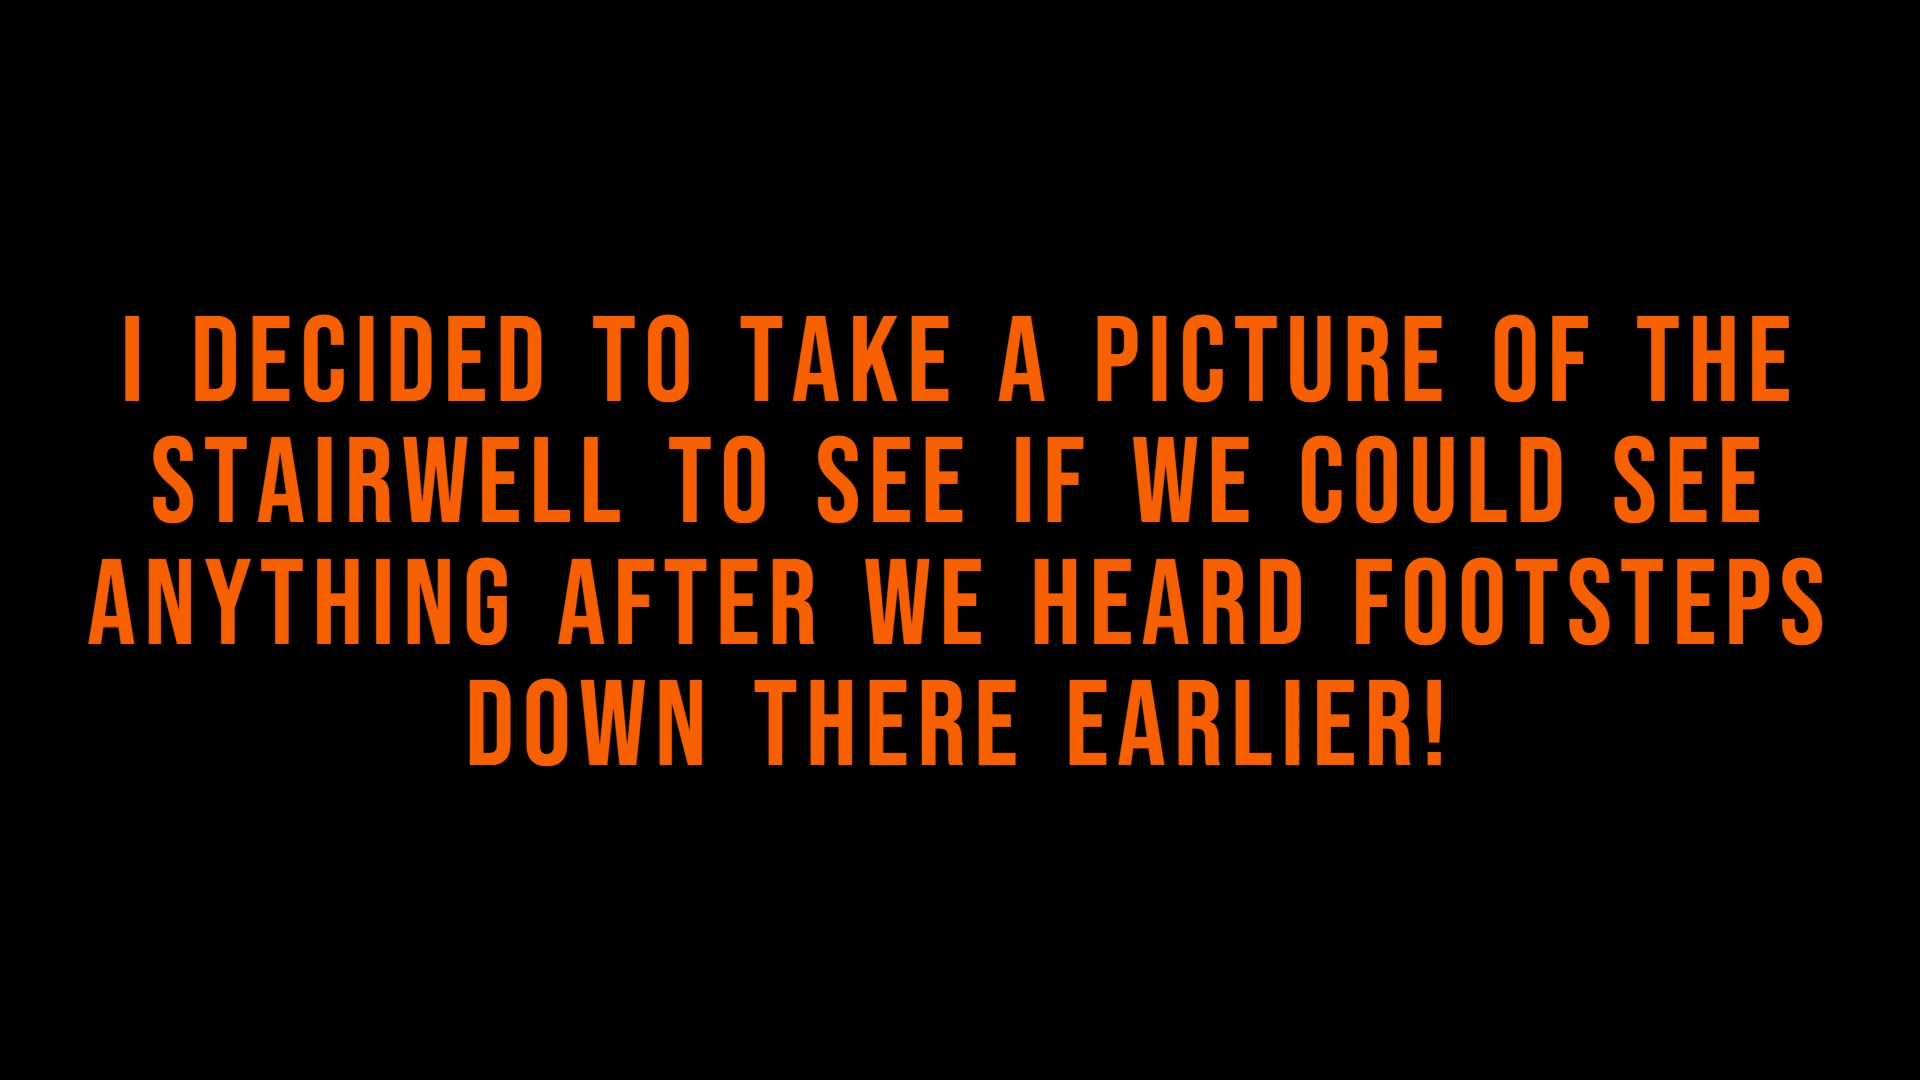 I DECIDED TO TAKE A PICTURE OF THE
STAIRWELL TO SEE IF WE COULD SEE
ANYTHING AFTER WE HEARD FOOTSTEPS
DOWN THERE EARLIER!